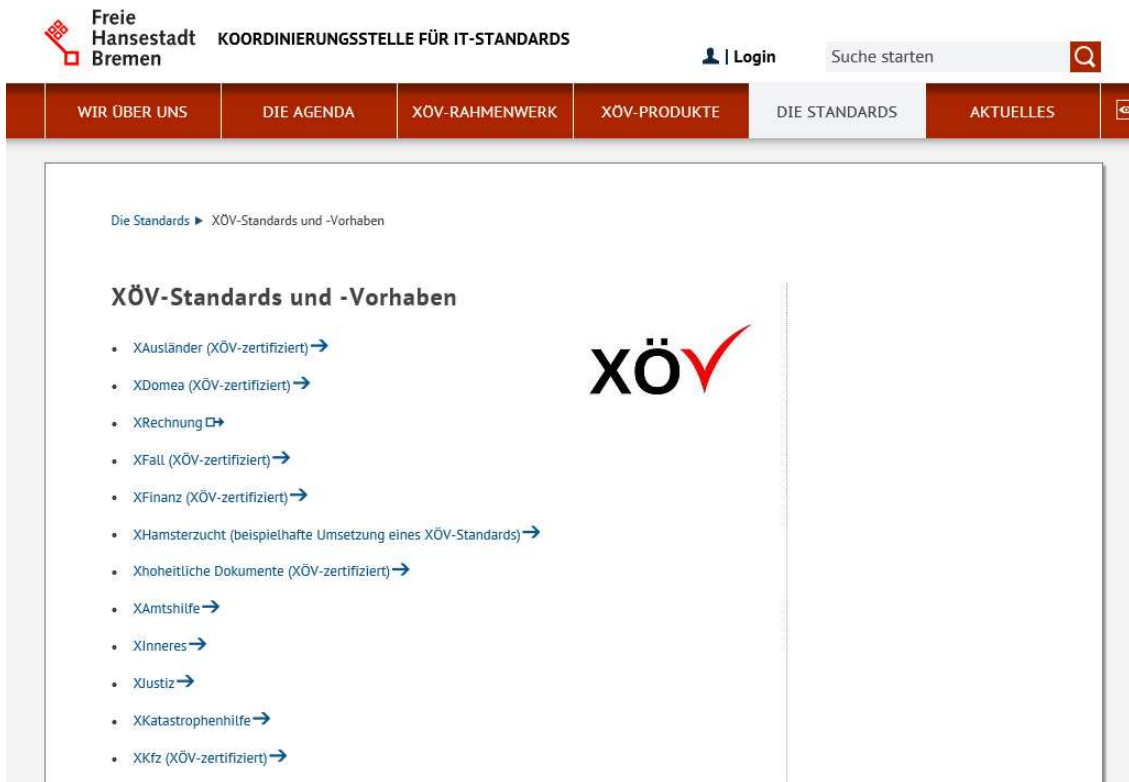 Freie
Hansestadt
Bremen
KOORDINIERUNGSSTELLE FÜR IT-STANDARDS
| Login
Suche starten
WIR ÜBER UNS
DIE AGENDA
XÖV-RAHMENWERK
XÖV-PRODUKTE
DIE STANDARDS
AKTUELLES
Die Standards ▶ XÖV-Standards und -Vorhaben
XÖV-Standards und -Vorhaben
XÖV
• XAusländer (XÖV-zertifiziert)→
• XDomea (XÖV-zertifiziert)→
• XRechnung
• XFall (XÖV-zertifiziert)→
• XFinanz (XÖV-zertifiziert)→
• XHamsterzucht (beispielhafte Umsetzung eines XÖV-Standards)→
• Xhoheitliche Dokumente (XÖV-zertifiziert)→
• XAmtshilfe→
• XInneres→
• XJustiz→
• XKatastrophenhilfe→
• XKfz (XÖV-zertifiziert)→